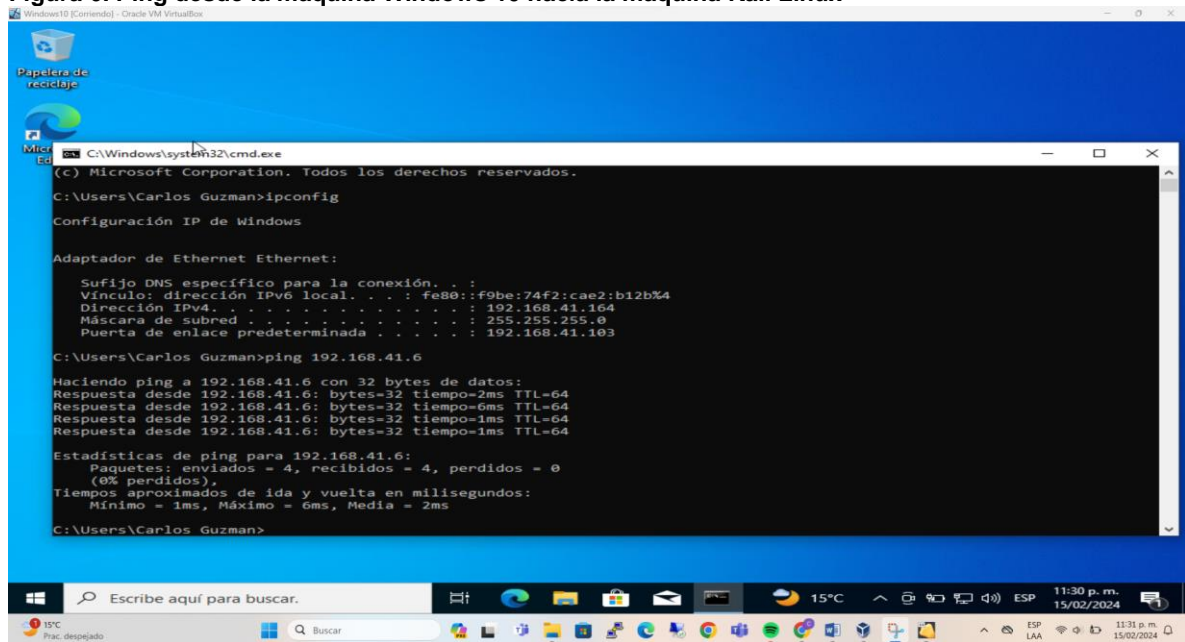 Windows10 [Corriendo] - Oracle VM VirtualBox
Papelera de
reciclaje
C:\Windows\system32\cmd.exe
(c) Microsoft Corporation. Todos los derechos reservados.
C:\Users\Carlos Guzman>ipconfig
Configuración IP de Windows
Adaptador de Ethernet Ethernet:
Sufijo DNS específico para la conexión. . :
Vínculo: dirección IPv6 local. . . : fe80::f9be:74f2:cae2:b12b%4
Dirección IPv4. . . . . . . . . . . . . . : 192.168.41.164
Máscara de subred . . . . . . . . . . . . : 255.255.255.0
Puerta de enlace predeterminada . . . . . : 192.168.41.103
C:\Users\Carlos Guzman>ping 192.168.41.6
Haciendo ping a 192.168.41.6 con 32 bytes de datos:
Respuesta desde 192.168.41.6: bytes=32 tiempo=2ms TTL=64
Respuesta desde 192.168.41.6: bytes=32 tiempo=6ms TTL=64
Respuesta desde 192.168.41.6: bytes=32 tiempo=1ms TTL=64
Respuesta desde 192.168.41.6: bytes=32 tiempo=1ms TTL=64
Estadísticas de ping para 192.168.41.6:
Paquetes: enviados = 4, recibidos = 4, perdidos = 0
(0% perdidos),
Tiempos aproximados de ida y vuelta en milisegundos:
Mínimo = 1ms, Máximo = 6ms, Media = 2ms
C:\Users\Carlos Guzman>
Escribe aquí para buscar.
15°C
ESP
11:30 p. m.
15/02/2024
15°C
Prac. despejado
Buscar
ESP
LAA
11:31 p. m.
15/02/2024